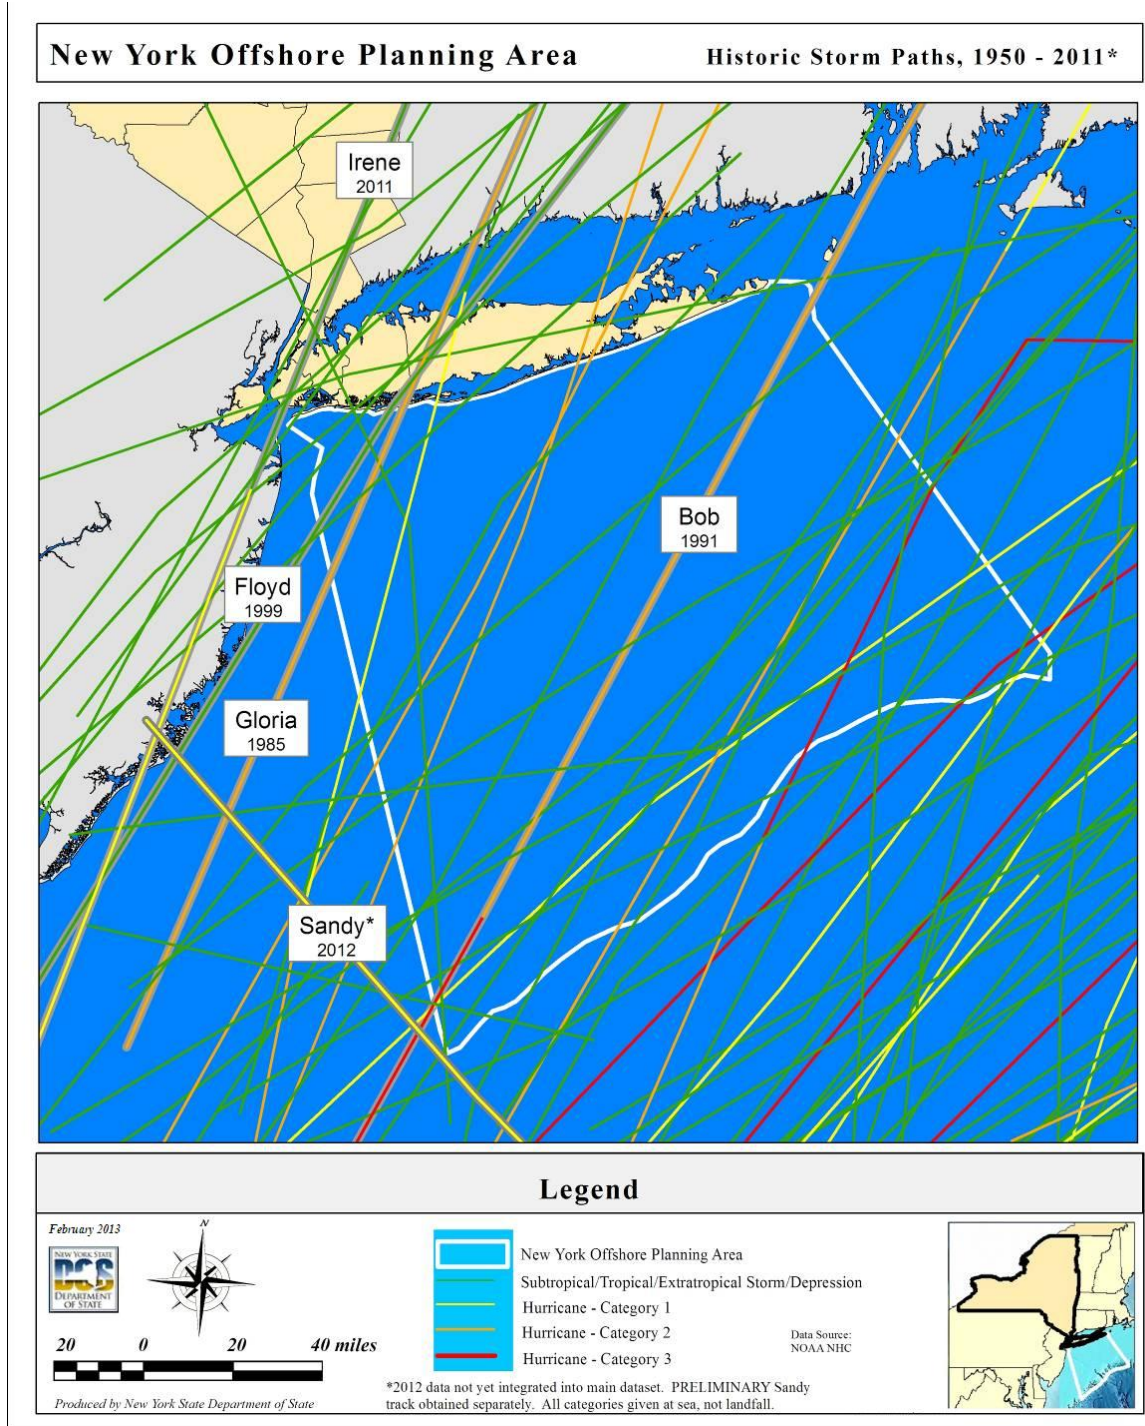 New York Offshore Planning Area
Historic Storm Paths, 1950 - 2011*
Irene
2011
Bob
1991
Floyd
1999
Gloria
1985
Sandy*
2012
Legend
February 2013
N
NEW YORK STATE
DOS
DEPARTMENT
OF STATE
20 0 20 40 miles
Produced by New York State Department of State
New York Offshore Planning Area
Subtropical/Tropical/Extratropical Storm/Depression
Hurricane - Category 1
Hurricane - Category 2
Hurricane - Category 3
Data Source:
NOAA NHC
*2012 data not yet integrated into main dataset. PRELIMINARY Sandy
track obtained separately. All categories given at sea, not landfall.